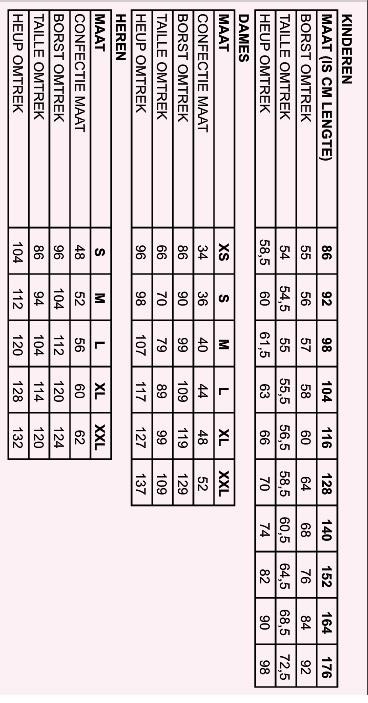 KINDEREN
MAAT (IS CM LENGTE) 86 92 98 104 116 128 140 152 164 176
BORST OMTREK 55 56 57 58 60 64 68 76 84 92
TAILLE OMTREK 54 54,5 55 55,5 56,5 58,5 60,5 64,5 68,5 72,5
HEUP OMTREK 58,5 60 61,5 63 66 70 74 82 90 98
DAMES
MAAT XS S M L XL XXL
CONFECTIE MAAT 34 36 40 44 48 52
BORST OMTREK 86 90 99 109 119 129
TAILLE OMTREK 66 70 79 89 99 109
HEUP OMTREK 96 98 107 117 127 137
HEREN
MAAT S M L XL XXL
CONFECTIE MAAT 48 52 56 60 62
BORST OMTREK 96 104 112 120 124
TAILLE OMTREK 86 94 104 114 120
HEUP OMTREK 104 112 120 128 132